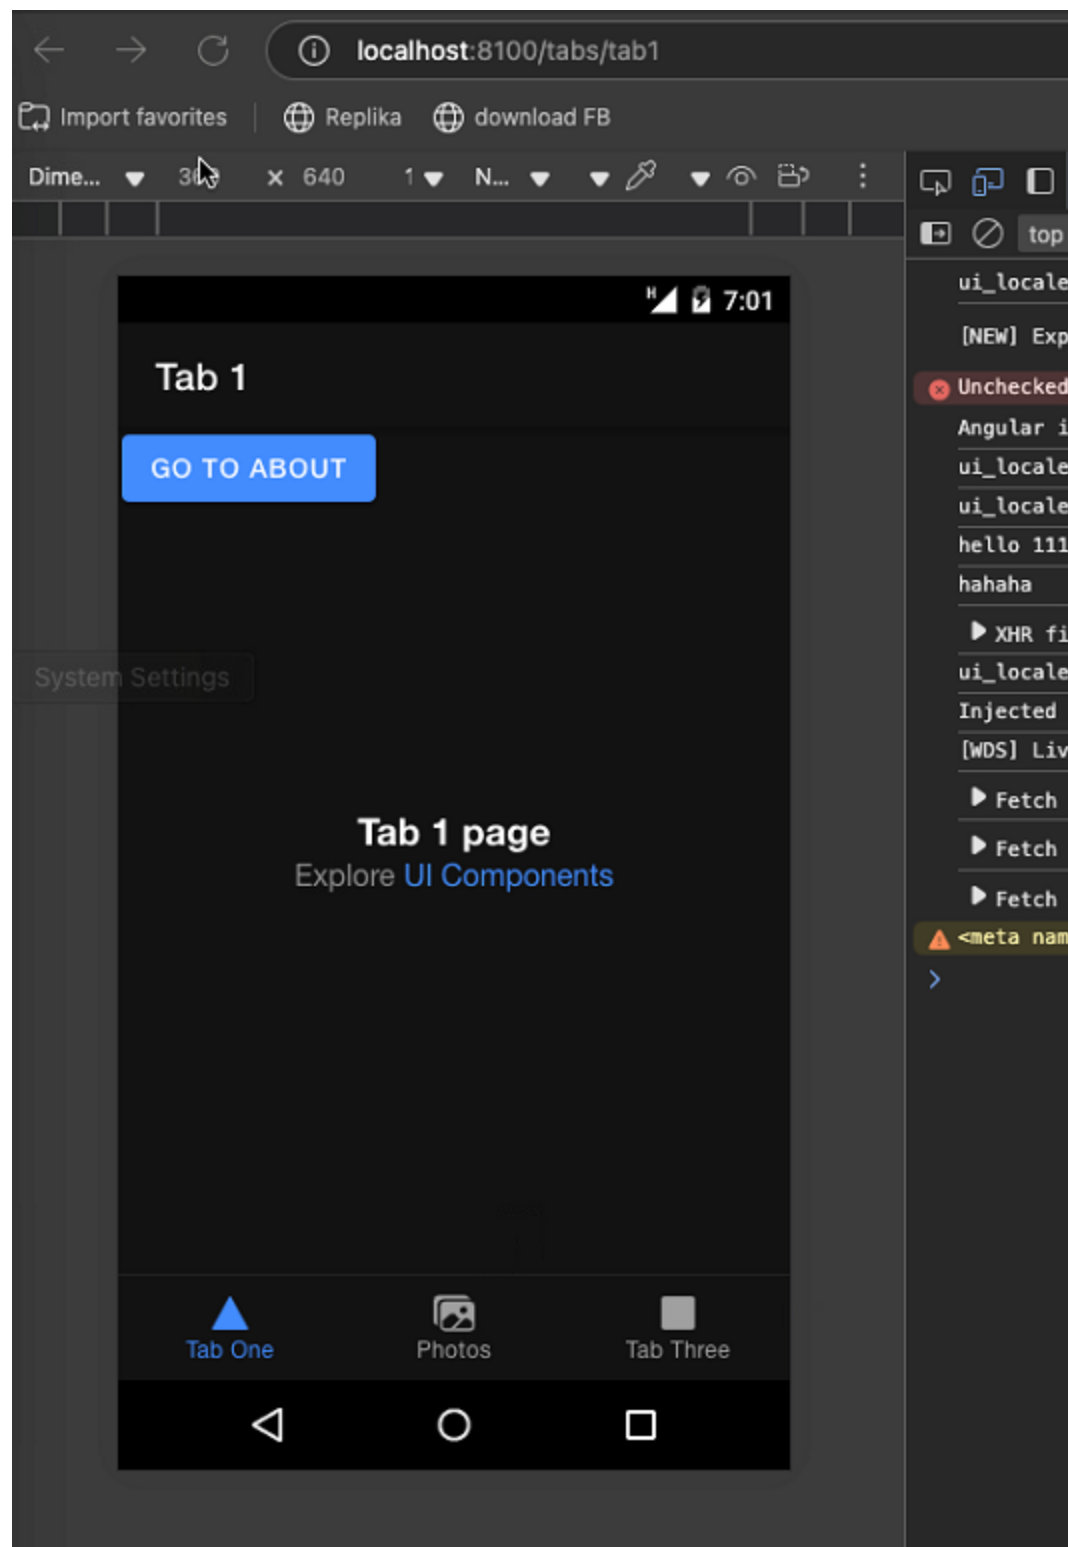 localhost:8100/tabs/tab1
Import favorites Replika download FB
Dime... × 640 1 N...
top
ui_locale
7:01
[NEW] Exp
Tab 1
Unchecked
Angular i
GO TO ABOUT
ui_locale
ui_locale
hello 111
hahaha
XHR fi
System Settings
ui_locale
Injected
[WDS] Liv
Fetch
Tab 1 page
Fetch
Explore UI Components
Fetch
<meta nam
Tab One Photos Tab Three